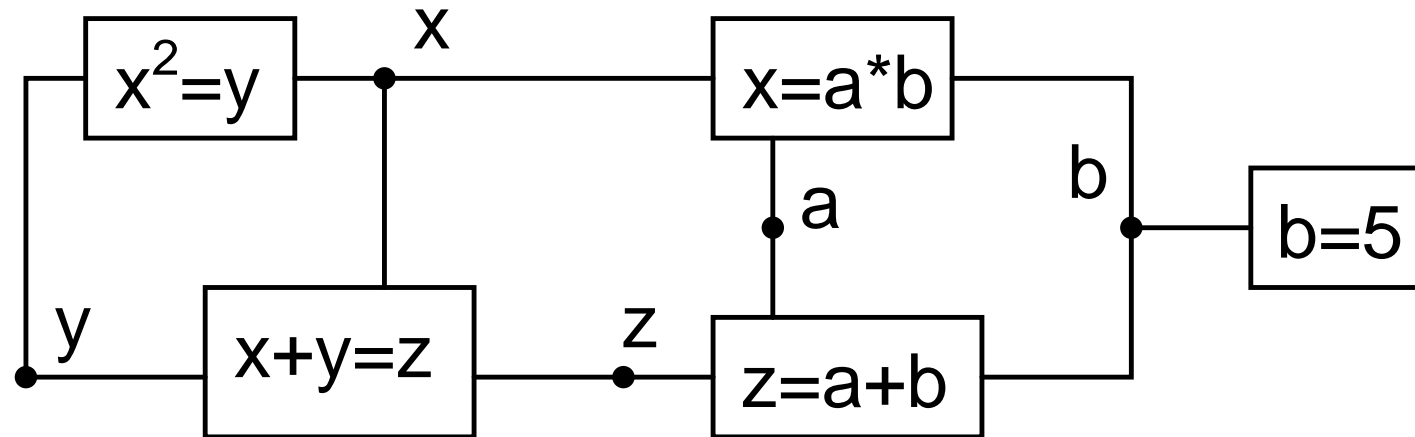 x
x²=y
x=a*b
b
a
b=5
y
x+y=z
z
z=a+b